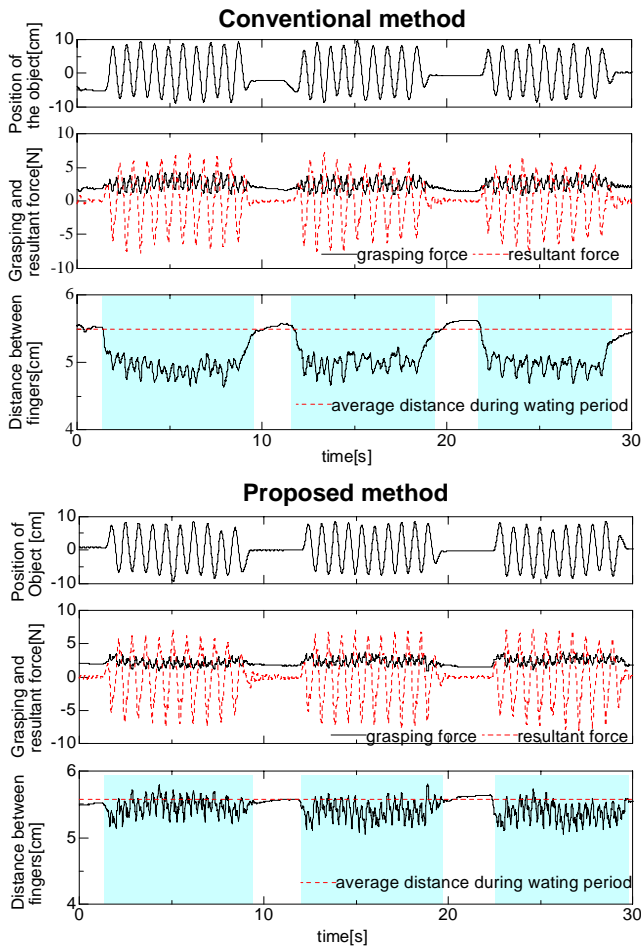 Conventional method
Position of
the object[cm]
10
0
-10
Grasping and
resultant force[N]
10
5
0
-5
-10
grasping force
resultant force
Distance between
fingers[cm]
6
5
4
average distance during wating period
0
10
20
30
time[s]
Proposed method
Position of
Object [cm]
10
0
-10
Grasping and
resultant force[N]
10
5
0
-5
-10
grasping force
resultant force
Distance between
fingers[cm]
6
5
4
average distance during wating period
0
10
20
30
time[s]